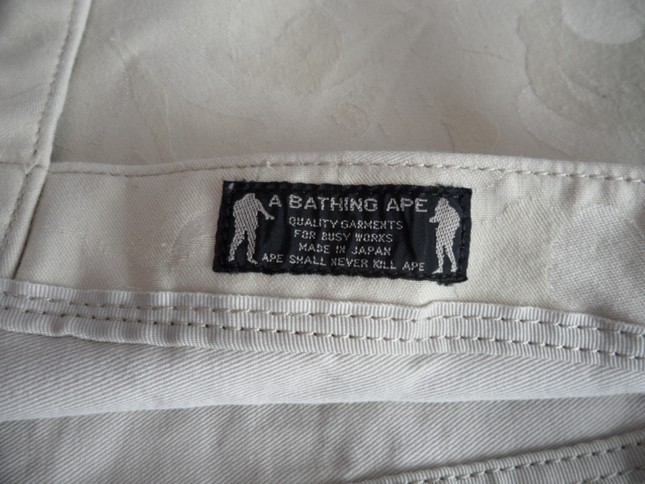 A BATHING APE
QUALITY GARMENTS
FOR BUSY WORKS
MADE IN JAPAN
APE SHALL NEVER KILL APE